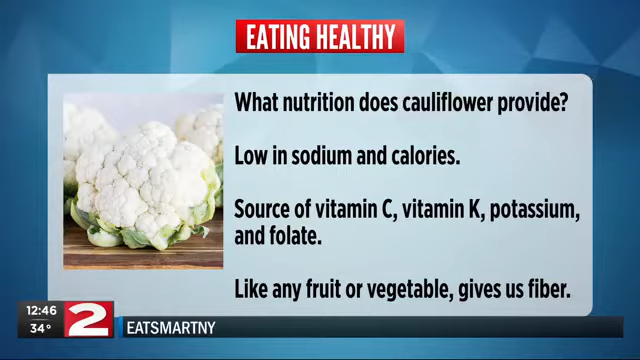 EATING HEALTHY
What nutrition does cauliflower provide?
Low in sodium and calories.
Source of vitamin C, vitamin K, potassium,
and folate.
Like any fruit or vegetable, gives us fiber.
12:46
34°
2
EATSMARTNY